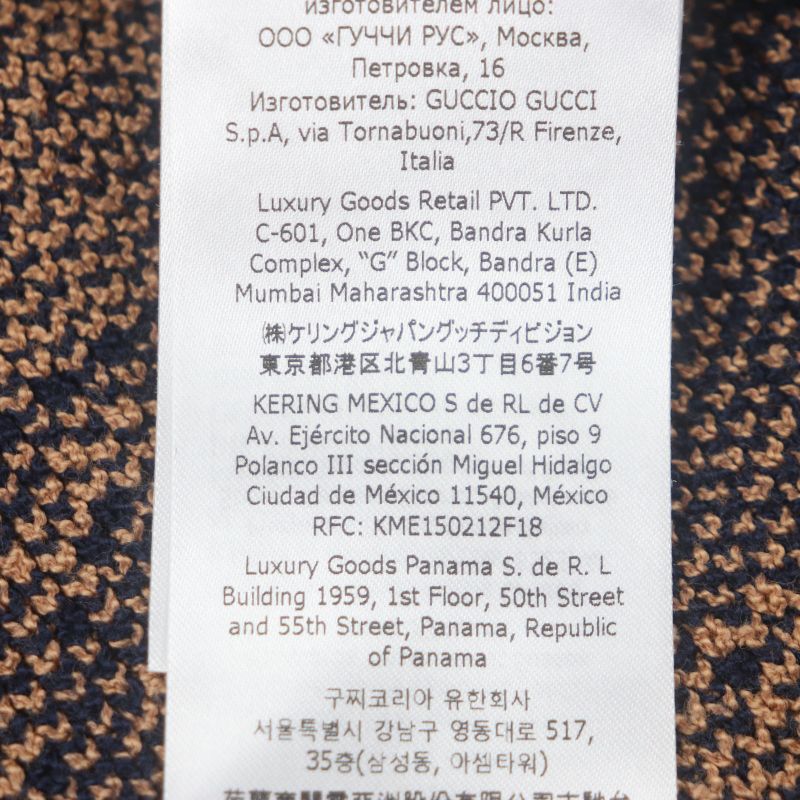 изготовителем лицо:
ООО «ГУЧЧИ РУС», Москва,
Петровка, 16
Изготовитель: GUCCIO GUCCI
S.p.A, via Tornabuoni,73/R Firenze,
Italia
Luxury Goods Retail PVT. LTD.
C-601, One BKC, Bandra Kurla
Complex, “G” Block, Bandra (E)
Mumbai Maharashtra 400051 India
㈱ケリングジャパングッチディビジョン
東京都港区北青山3丁目6番7号
KERING MEXICO S de RL de CV
Av. Ejército Nacional 676, piso 9
Polanco III sección Miguel Hidalgo
Ciudad de México 11540, México
RFC: KME150212F18
Luxury Goods Panama S. de R. L
Building 1959, 1st Floor, 50th Street
and 55th Street, Panama, Republic
of Panama
구찌코리아 유한회사
서울특별시 강남구 영동대로 517,
35층(삼성동, 아셈타워)